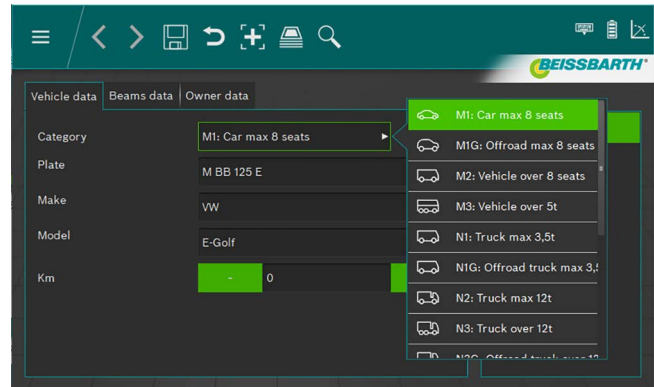 BEISSBARTH
Vehicle data Beams data Owner data
Category M1: Car max 8 seats
Plate M BB 125 E
Make VW
Model E-Golf
Km - 0
M1: Car max 8 seats
M1G: Offroad max 8 seats
M2: Vehicle over 8 seats
M3: Vehicle over 5t
N1: Truck max 3,5t
N1G: Offroad truck max 3,5
N2: Truck max 12t
N3: Truck over 12t